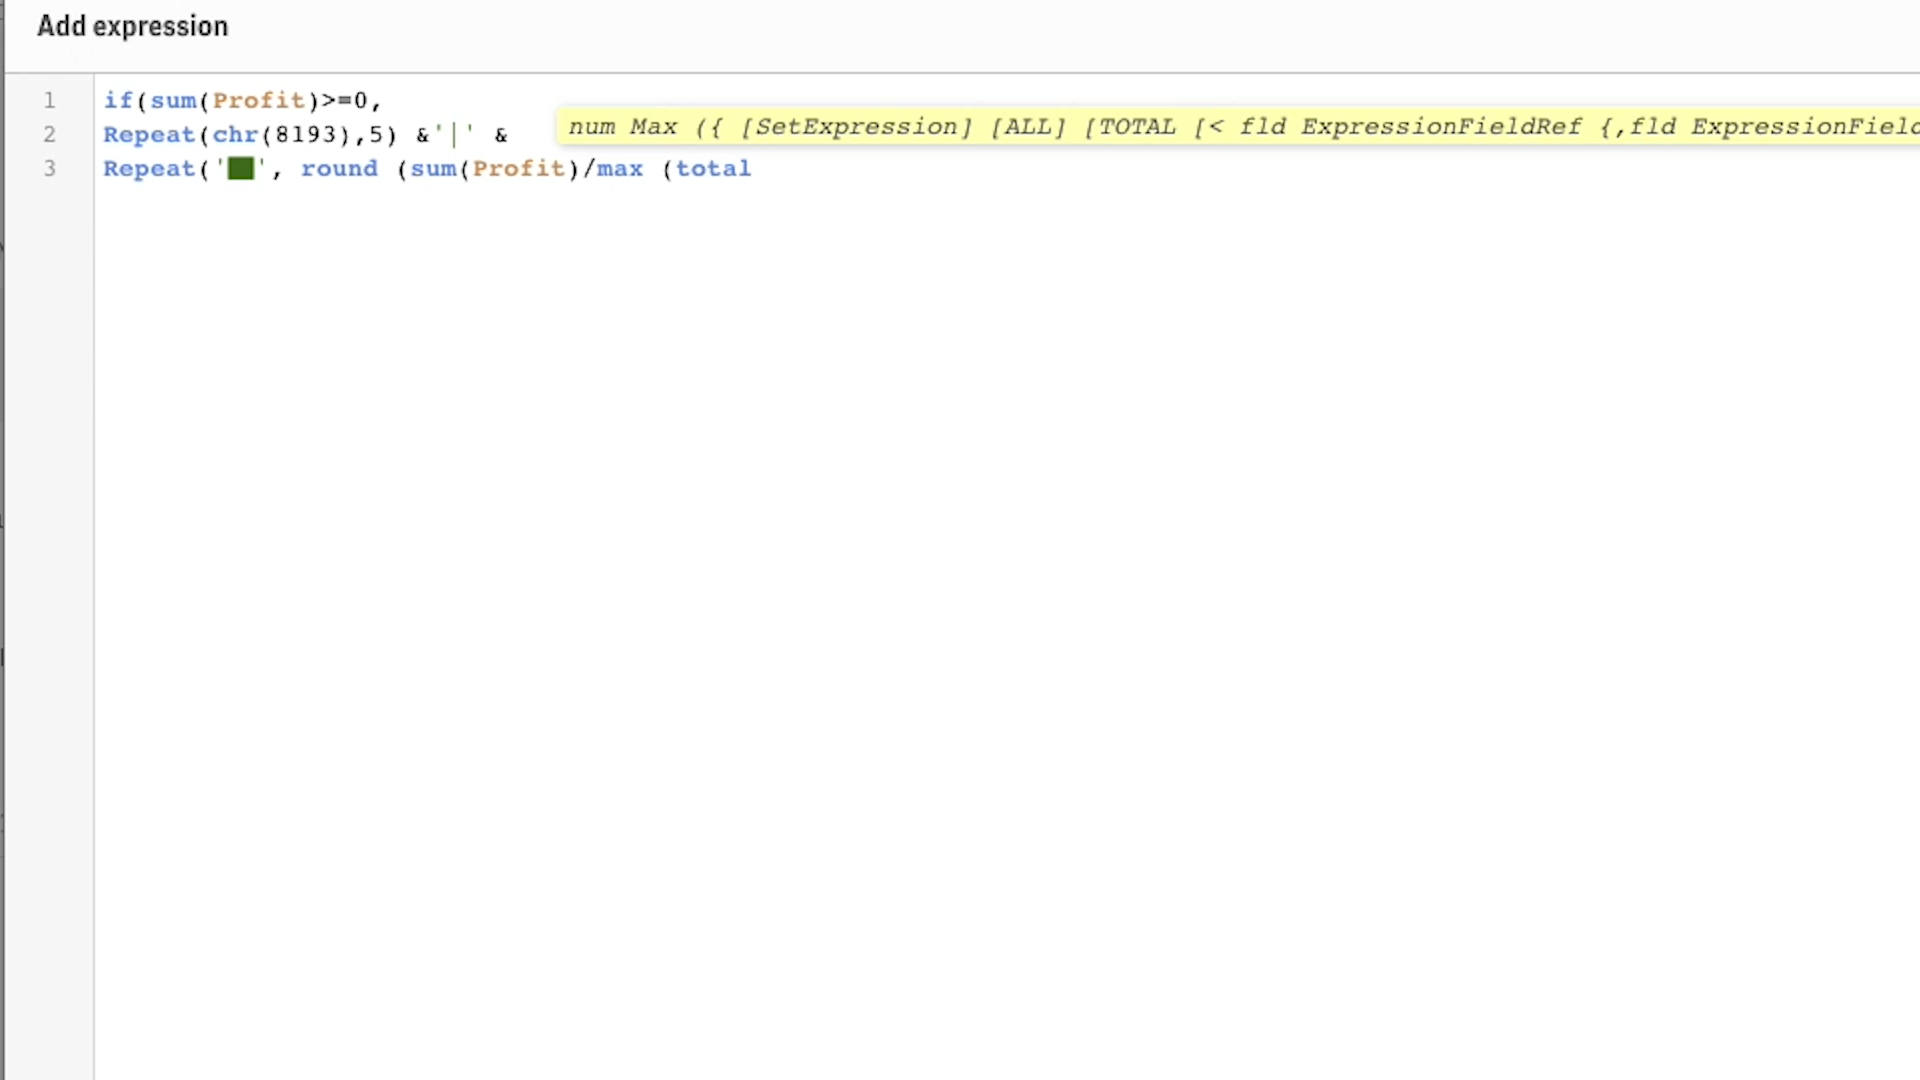 Add expression
1 if(sum(Profit)>=0,
2 Repeat(chr(8193),5) &'|' &
num Max ({ [SetExpression] [ALL] [TOTAL [< fld ExpressionFieldRef {,fld ExpressionField
3 Repeat('■', round (sum(Profit)/max (total